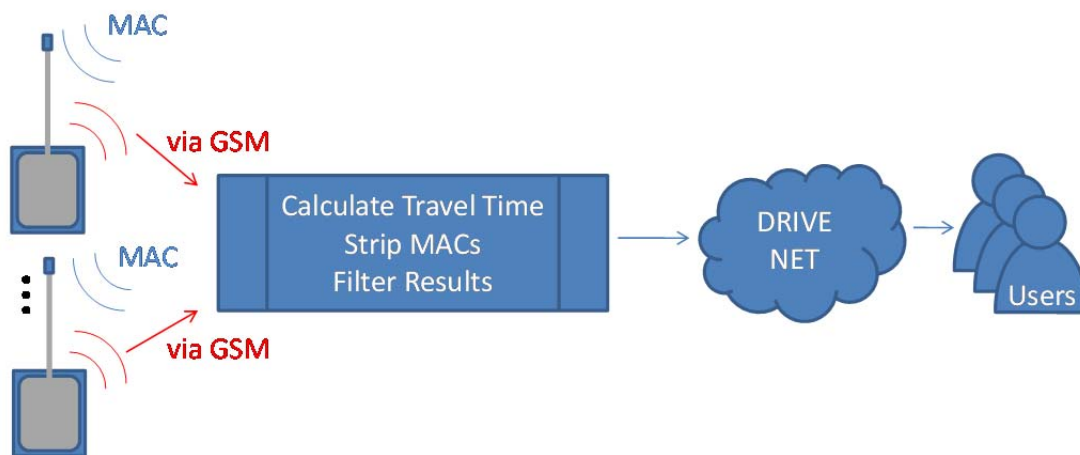 MAC
via GSM
MAC
via GSM
Calculate Travel Time
Strip MACs
Filter Results
DRIVE
NET
Users